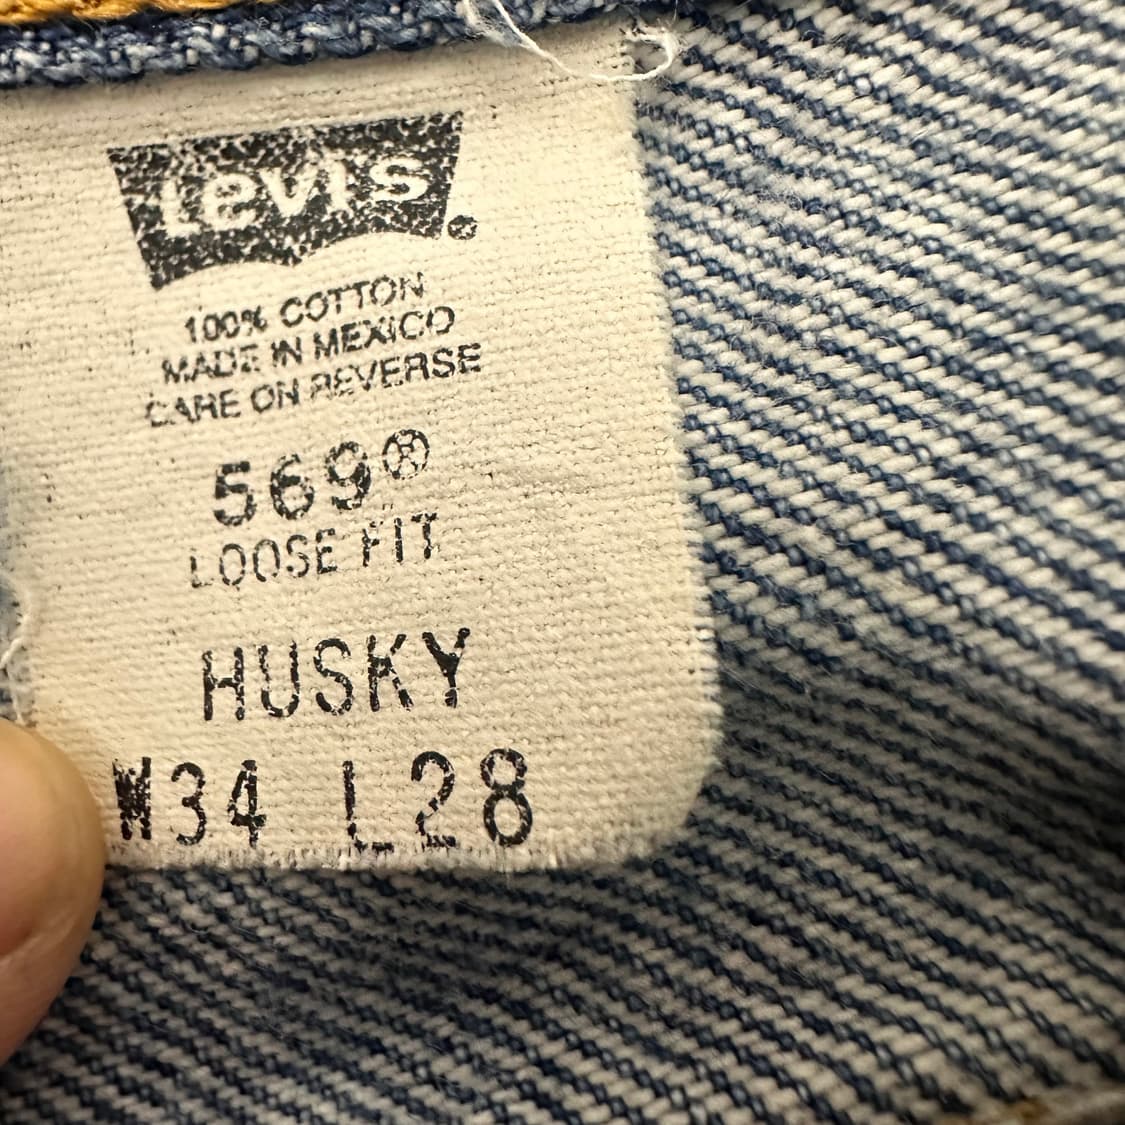 Levi's®
100% COTTON
MADE IN MEXICO
CARE ON REVERSE
569®
LOOSE FIT
HUSKY
W34 L28